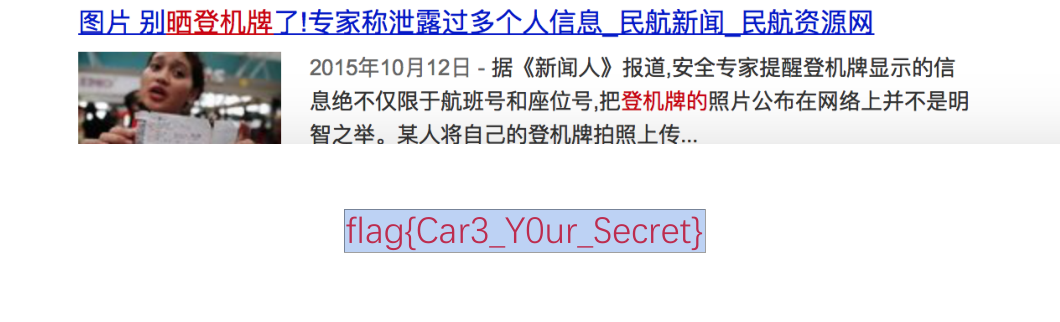 图片 别晒登机牌了!专家称泄露过多个人信息_民航新闻_民航资源网
2015年10月12日 - 据《新闻人》报道,安全专家提醒登机牌显示的信
息绝不仅限于航班号和座位号,把登机牌的照片公布在网络上并不是明
智之举。某人将自己的登机牌拍照上传...
flag{Car3_Y0ur_Secret}